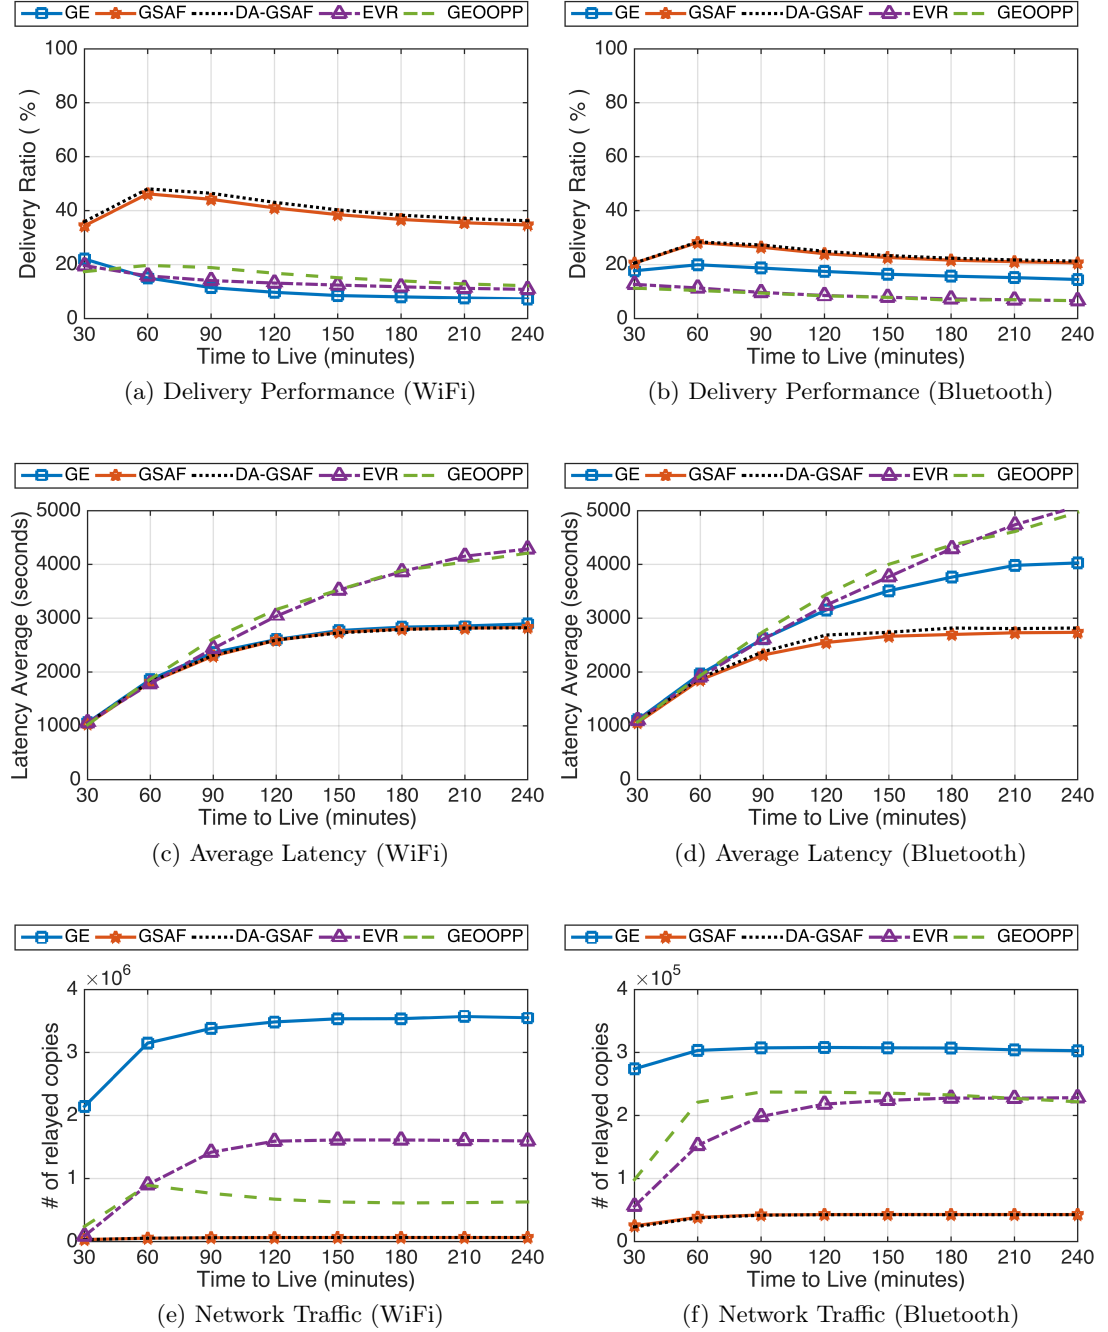 GE GSAF DA-GSAF EVR GEOOPP
100
80
60
40
20
0
Delivery Ratio ( % )
30 60 90 120 150 180 210 240
Time to Live (minutes)
(a) Delivery Performance (WiFi)
GE GSAF DA-GSAF EVR GEOOPP
100
80
60
40
20
0
Delivery Ratio ( % )
30 60 90 120 150 180 210 240
Time to Live (minutes)
(b) Delivery Performance (Bluetooth)
GE GSAF DA-GSAF EVR GEOOPP
5000
4000
3000
2000
1000
0
Latency Average (seconds)
30 60 90 120 150 180 210 240
Time to Live (minutes)
(c) Average Latency (WiFi)
GE GSAF DA-GSAF EVR GEOOPP
5000
4000
3000
2000
1000
0
Latency Average (seconds)
30 60 90 120 150 180 210 240
Time to Live (minutes)
(d) Average Latency (Bluetooth)
GE GSAF DA-GSAF EVR GEOOPP
×10⁶
4
3
2
1
0
# of relayed copies
30 60 90 120 150 180 210 240
Time to Live (minutes)
(e) Network Traffic (WiFi)
GE GSAF DA-GSAF EVR GEOOPP
×10⁵
4
3
2
1
0
# of relayed copies
30 60 90 120 150 180 210 240
Time to Live (minutes)
(f) Network Traffic (Bluetooth)